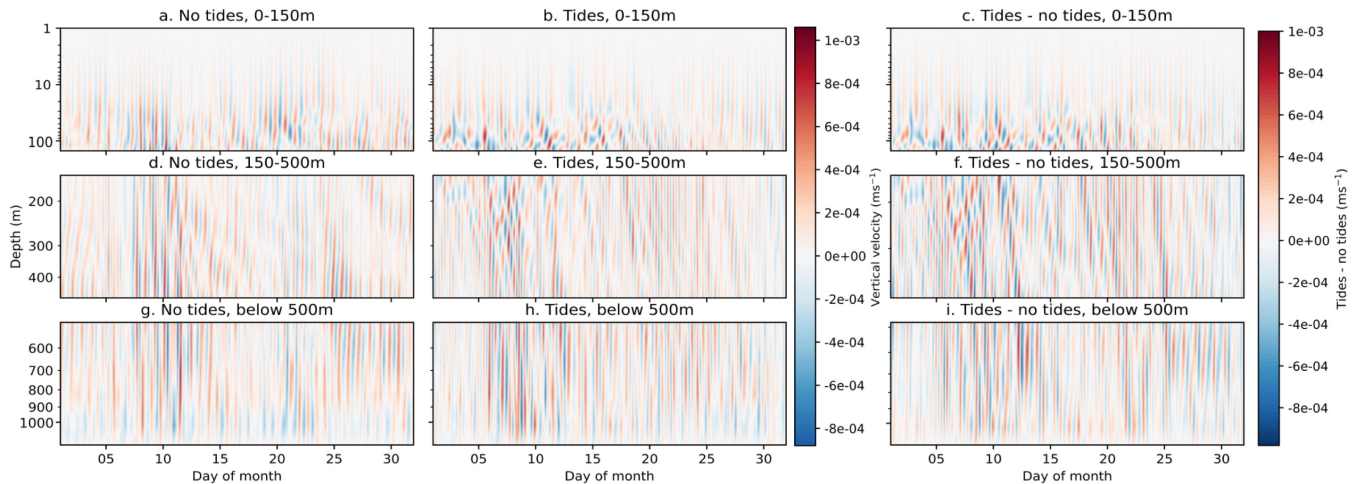 a. No tides, 0-150m
b. Tides, 0-150m
c. Tides - no tides, 0-150m
1
10
100
d. No tides, 150-500m
e. Tides, 150-500m
f. Tides - no tides, 150-500m
Depth (m)
200
300
400
g. No tides, below 500m
h. Tides, below 500m
i. Tides - no tides, below 500m
600
700
800
900
1000
05 10 15 20 25 30
05 10 15 20 25 30
05 10 15 20 25 30
Day of month
Day of month
Day of month
1e-03
8e-04
6e-04
4e-04
2e-04
0e+00
-2e-04
-4e-04
-6e-04
-8e-04
Vertical velocity (ms⁻¹)
1e-03
8e-04
6e-04
4e-04
2e-04
0e+00
-2e-04
-4e-04
-6e-04
-8e-04
Tides - no tides (ms⁻¹)